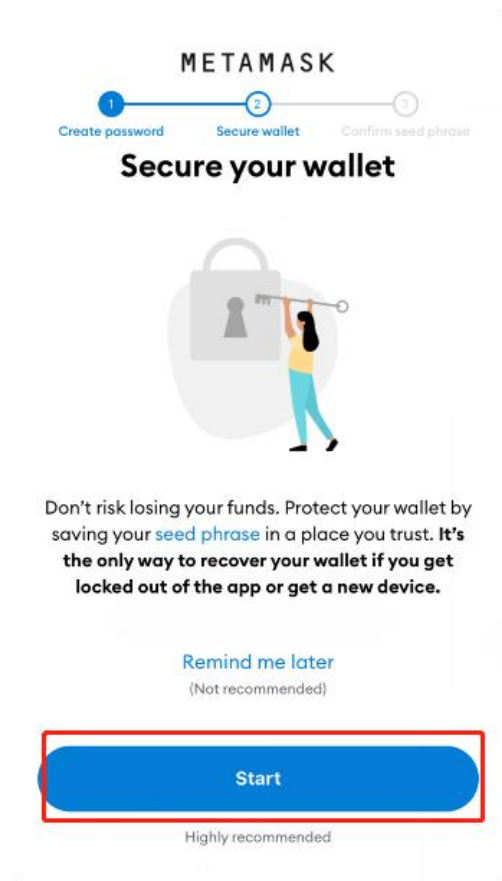 METAMASK
1 2 3
Create password Secure wallet Confirm seed phrase
Secure your wallet
Don't risk losing your funds. Protect your wallet by
saving your seed phrase in a place you trust. It's
the only way to recover your wallet if you get
locked out of the app or get a new device.
Remind me later
(Not recommended)
Start
Highly recommended